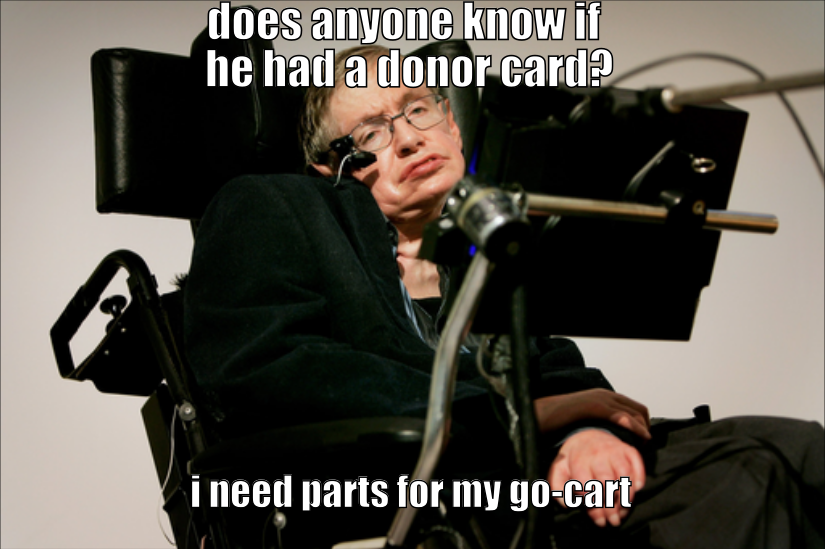 does anyone know if
he had a donor card?
i need parts for my go-cart